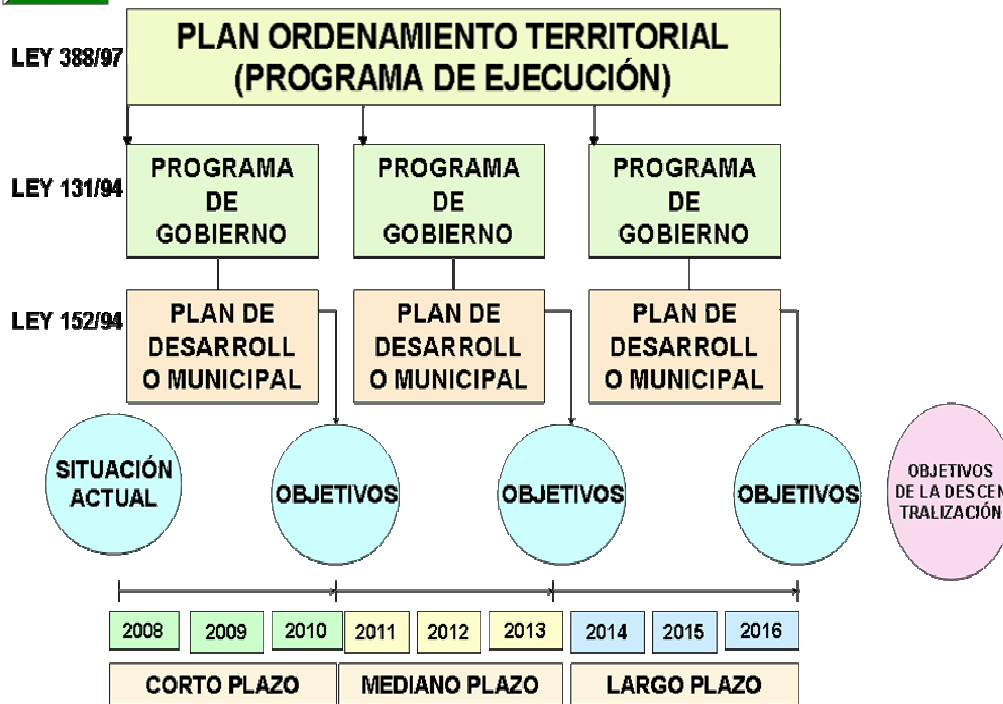 LEY 388/97
PLAN ORDENAMIENTO TERRITORIAL
(PROGRAMA DE EJECUCIÓN)
LEY 131/94
PROGRAMA
DE
GOBIERNO
PROGRAMA
DE
GOBIERNO
PROGRAMA
DE
GOBIERNO
LEY 152/94
PLAN DE
DESARROLL
O MUNICIPAL
PLAN DE
DESARROLL
O MUNICIPAL
PLAN DE
DESARROLL
O MUNICIPAL
SITUACIÓN
ACTUAL
OBJETIVOS
OBJETIVOS
OBJETIVOS
OBJETIVOS
DE LA DESCEN
TRALIZACIÓN
2008
2009
2010
2011
2012
2013
2014
2015
2016
CORTO PLAZO
MEDIANO PLAZO
LARGO PLAZO